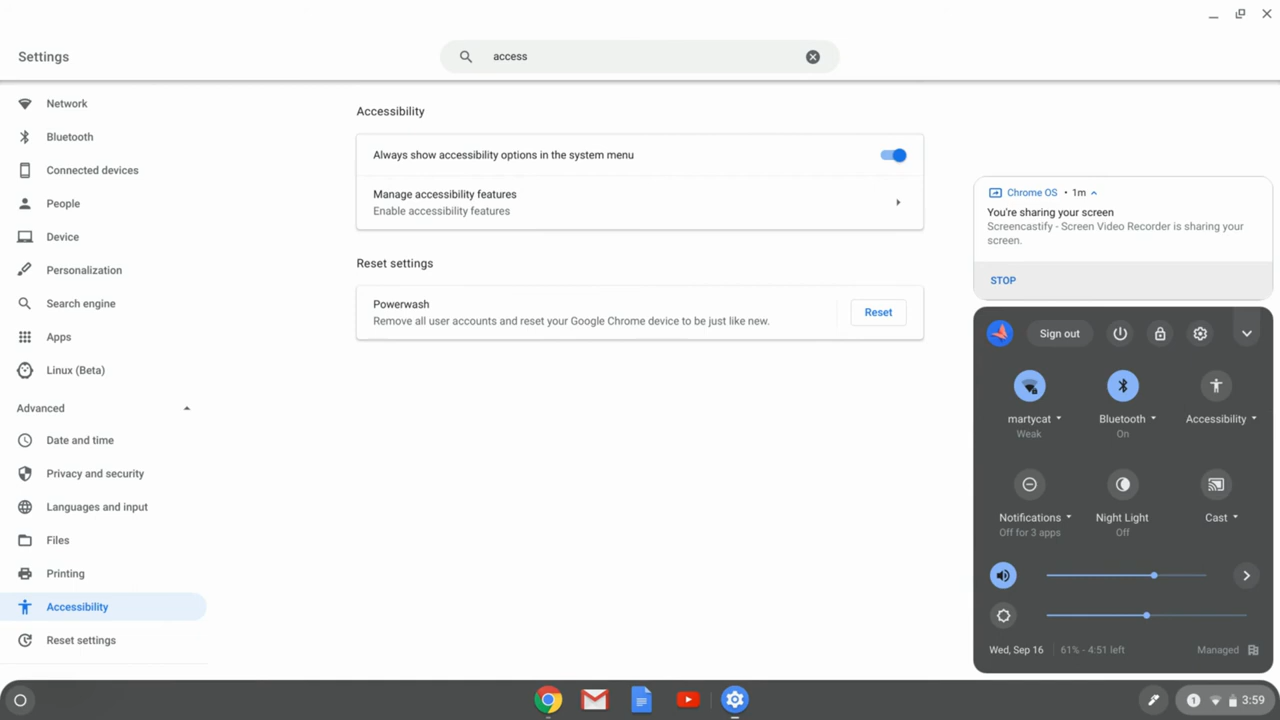 Settings
access
Network
Bluetooth
Connected devices
People
Device
Personalization
Search engine
Apps
Linux (Beta)
Advanced
Date and time
Privacy and security
Languages and input
Files
Printing
Accessibility
Reset settings
Accessibility
Always show accessibility options in the system menu
Manage accessibility features
Enable accessibility features
Reset settings
Powerwash
Remove all user accounts and reset your Google Chrome device to be just like new.
Reset
Chrome OS • 1m
You're sharing your screen
Screencastify - Screen Video Recorder is sharing your
screen.
STOP
Sign out
martycat
Weak
Bluetooth
On
Accessibility
Notifications
Off for 3 apps
Night Light
Off
Cast
Wed, Sep 16
61% - 4:51 left
Managed
1
3:59